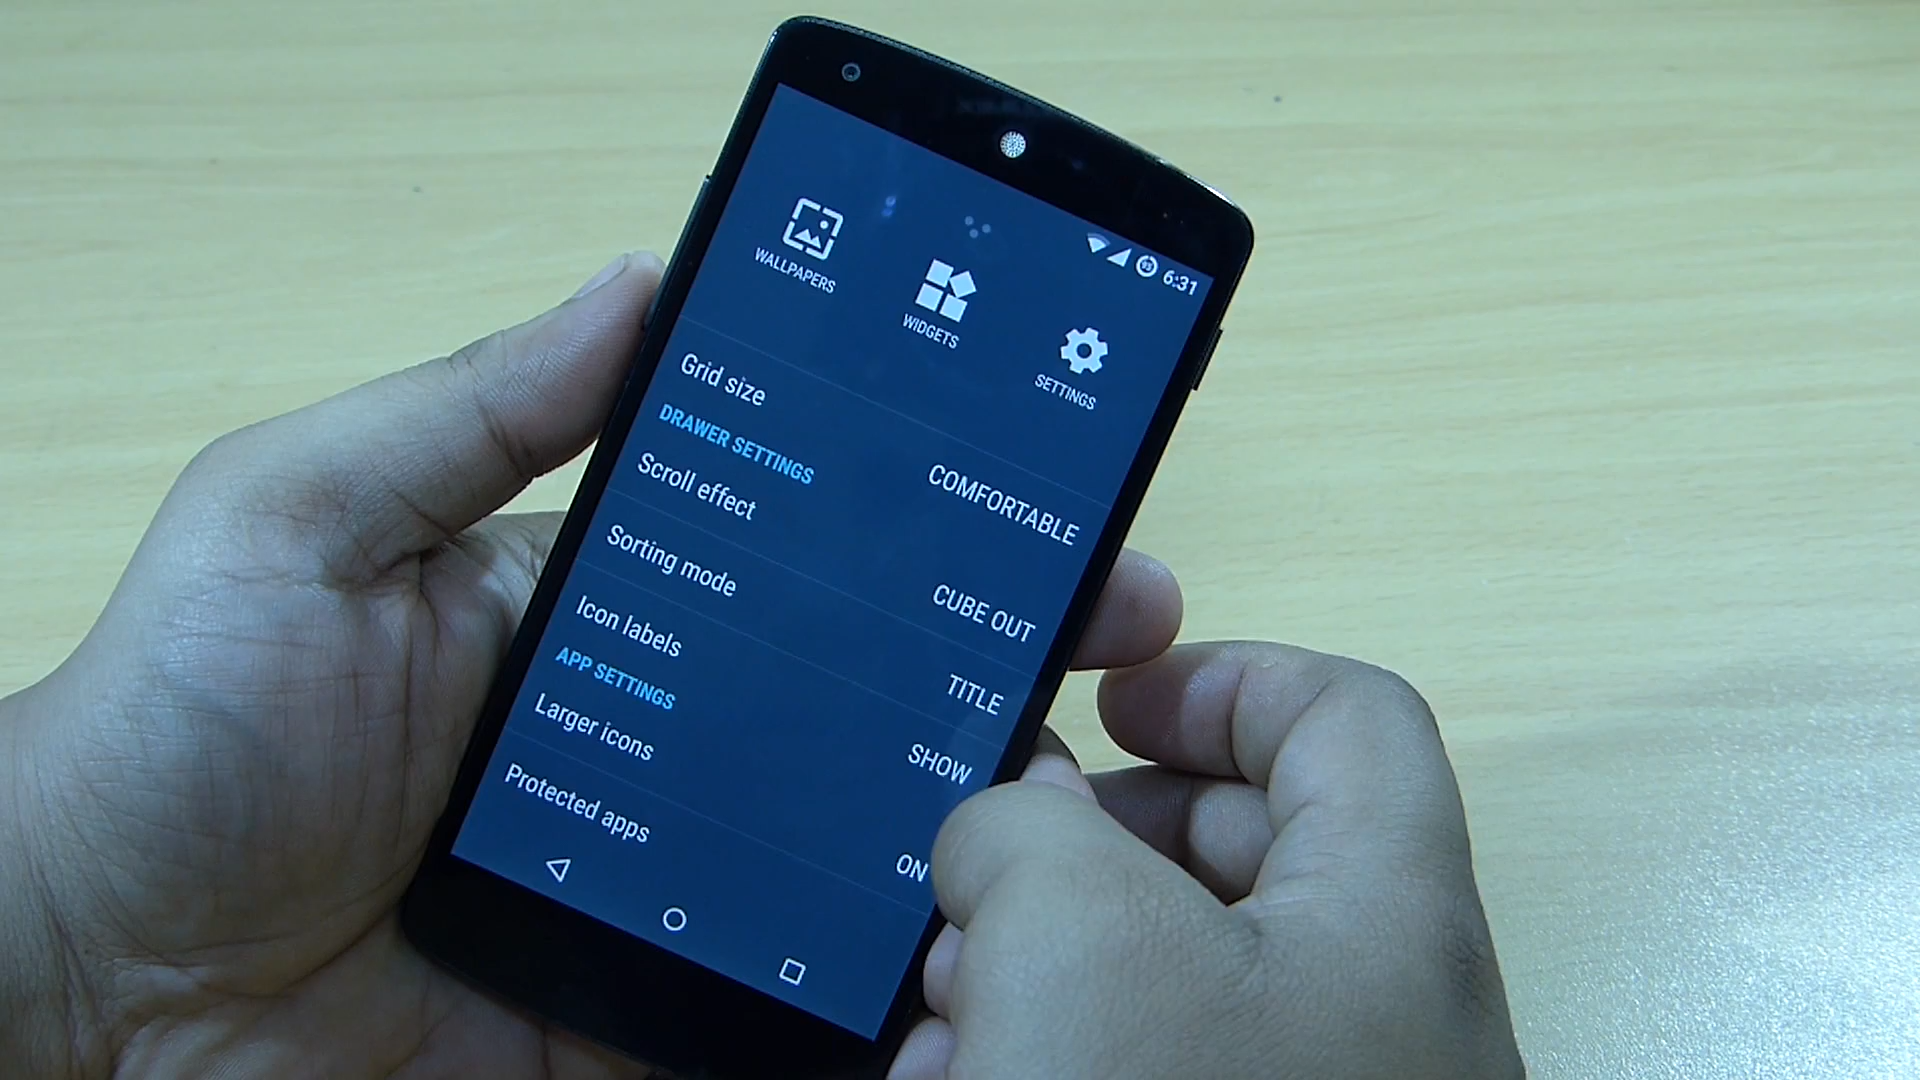 93 6:31
WALLPAPERS
WIDGETS
SETTINGS
Grid size COMFORTABLE
DRAWER SETTINGS
Scroll effect CUBE OUT
Sorting mode TITLE
Icon labels SHOW
APP SETTINGS
Larger icons ON
Protected apps